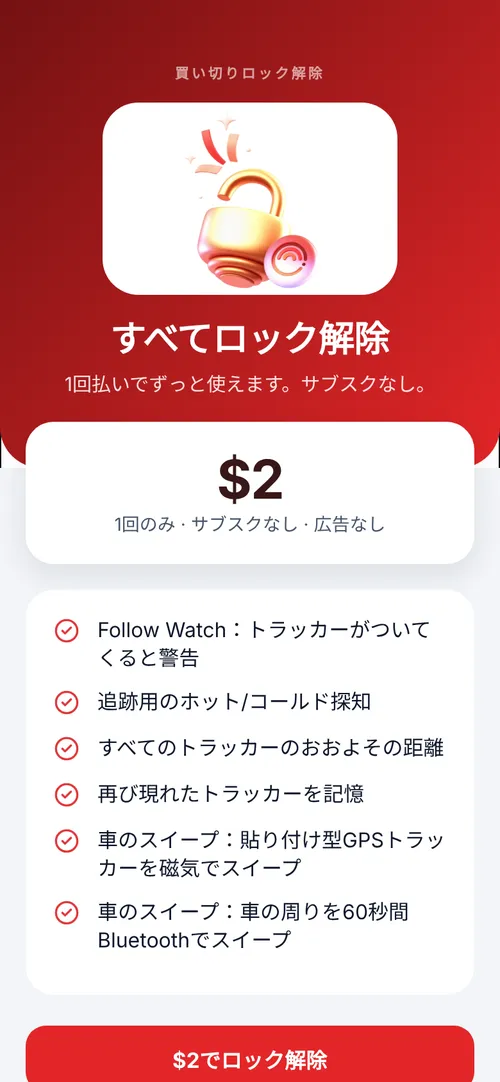 買い切りロック解除
すべてロック解除
1回払いでずっと使えます。サブスクなし。
$2
1回のみ · サブスクなし · 広告なし
Follow Watch：トラッカーがついて
くると警告
追跡用のホット/コールド探知
すべてのトラッカーのおおよその距離
再び現れたトラッカーを記憶
車のスイープ：貼り付け型GPSトラッ
カーを磁気でスイープ
車のスイープ：車の周りを60秒間
Bluetoothでスイープ
$2でロック解除